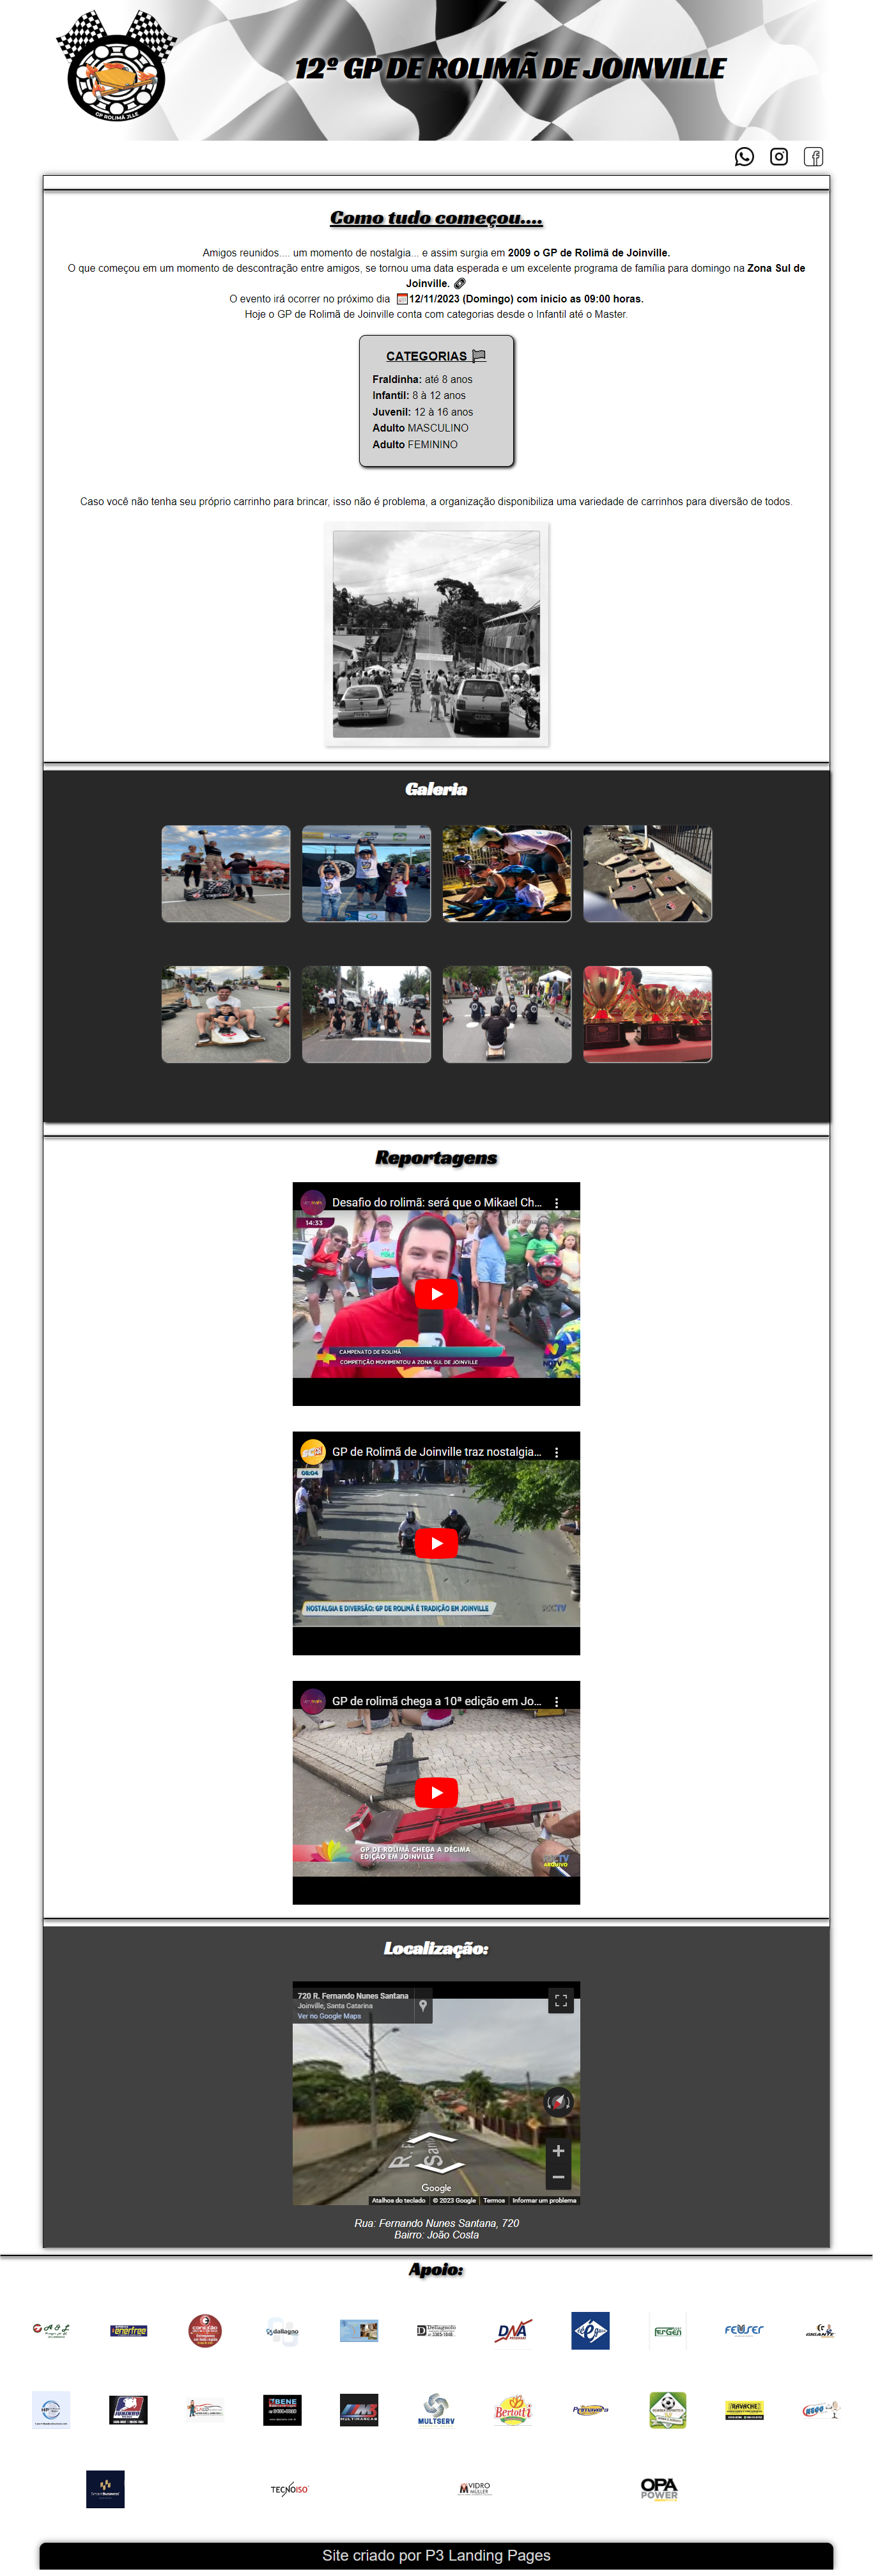 GP ROLIMÃ JLLE
12º GP DE ROLIMÃ DE JOINVILLE
Como tudo começou....
Amigos reunidos.... um momento de nostalgia... e assim surgia em 2009 o GP de Rolimã de Joinville.
O que começou em um momento de descontração entre amigos, se tornou uma data esperada e um excelente programa de família para domingo na Zona Sul de
Joinville.
O evento irá ocorrer no próximo dia 12/11/2023 (Domingo) com inicio as 09:00 horas.
Hoje o GP de Rolimã de Joinville conta com categorias desde o Infantil até o Master.
CATEGORIAS
Fraldinha: até 8 anos
Infantil: 8 à 12 anos
Juvenil: 12 à 16 anos
Adulto MASCULINO
Adulto FEMININO
Caso você não tenha seu próprio carrinho para brincar, isso não é problema, a organização disponibiliza uma variedade de carrinhos para diversão de todos.
Galeria
Reportagens
Desafio do rolimã: será que o Mikael Ch...
14:33
CAMPENATO DE ROLIMÃ
COMPETIÇÃO MOVIMENTOU A ZONA SUL DE JOINVILLE
GP de Rolimã de Joinville traz nostalgia...
08:04
NOSTALGIA E DIVERSÃO: GP DE ROLIMÃ É TRADIÇÃO EM JOINVILLE
GP de rolimã chega a 10ª edição em Jo...
GP DE ROLIMÃ CHEGA A DÉCIMA
EDIÇÃO EM JOINVILLE
ARQUIVO
Localização:
720 R. Fernando Nunes Santana
Joinville, Santa Catarina
Ver no Google Maps
Google
Atalhos do teclado © 2023 Google Termos Informar um problema
Rua: Fernando Nunes Santana, 720
Bairro: João Costa
Apoio:
enerfree
dallagno
Dellagnolo
DNA
FEUSER
GIGANTE
BENE
MULTIMARCAS
MULTSERV
Bertotti
Primavera
RAVACHE
HUGO
TECNOISO
VIDRO
MÜLLER
OPA
POWER
Site criado por P3 Landing Pages